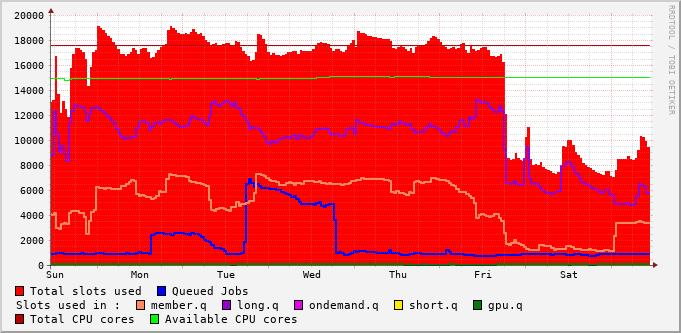 20000
18000
16000
14000
12000
10000
8000
6000
4000
2000
0
Sun Mon Tue Wed Thu Fri Sat
RRDTOOL / TOBI OETIKER
Total slots used Queued Jobs
Slots used in : member.q long.q ondemand.q short.q gpu.q
Total CPU cores Available CPU cores